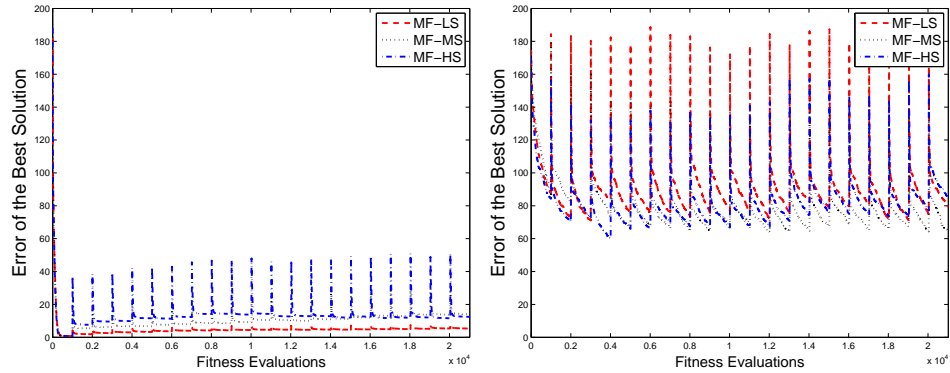 200
180
160
140
120
100
80
60
40
20
0
Error of the Best Solution
MF-LS
MF-MS
MF-HS
0 0.2 0.4 0.6 0.8 1 1.2 1.4 1.6 1.8 2
x 10^4
Fitness Evaluations
200
180
160
140
120
100
80
60
40
20
0
Error of the Best Solution
MF-LS
MF-MS
MF-HS
0 0.2 0.4 0.6 0.8 1 1.2 1.4 1.6 1.8 2
x 10^4
Fitness Evaluations